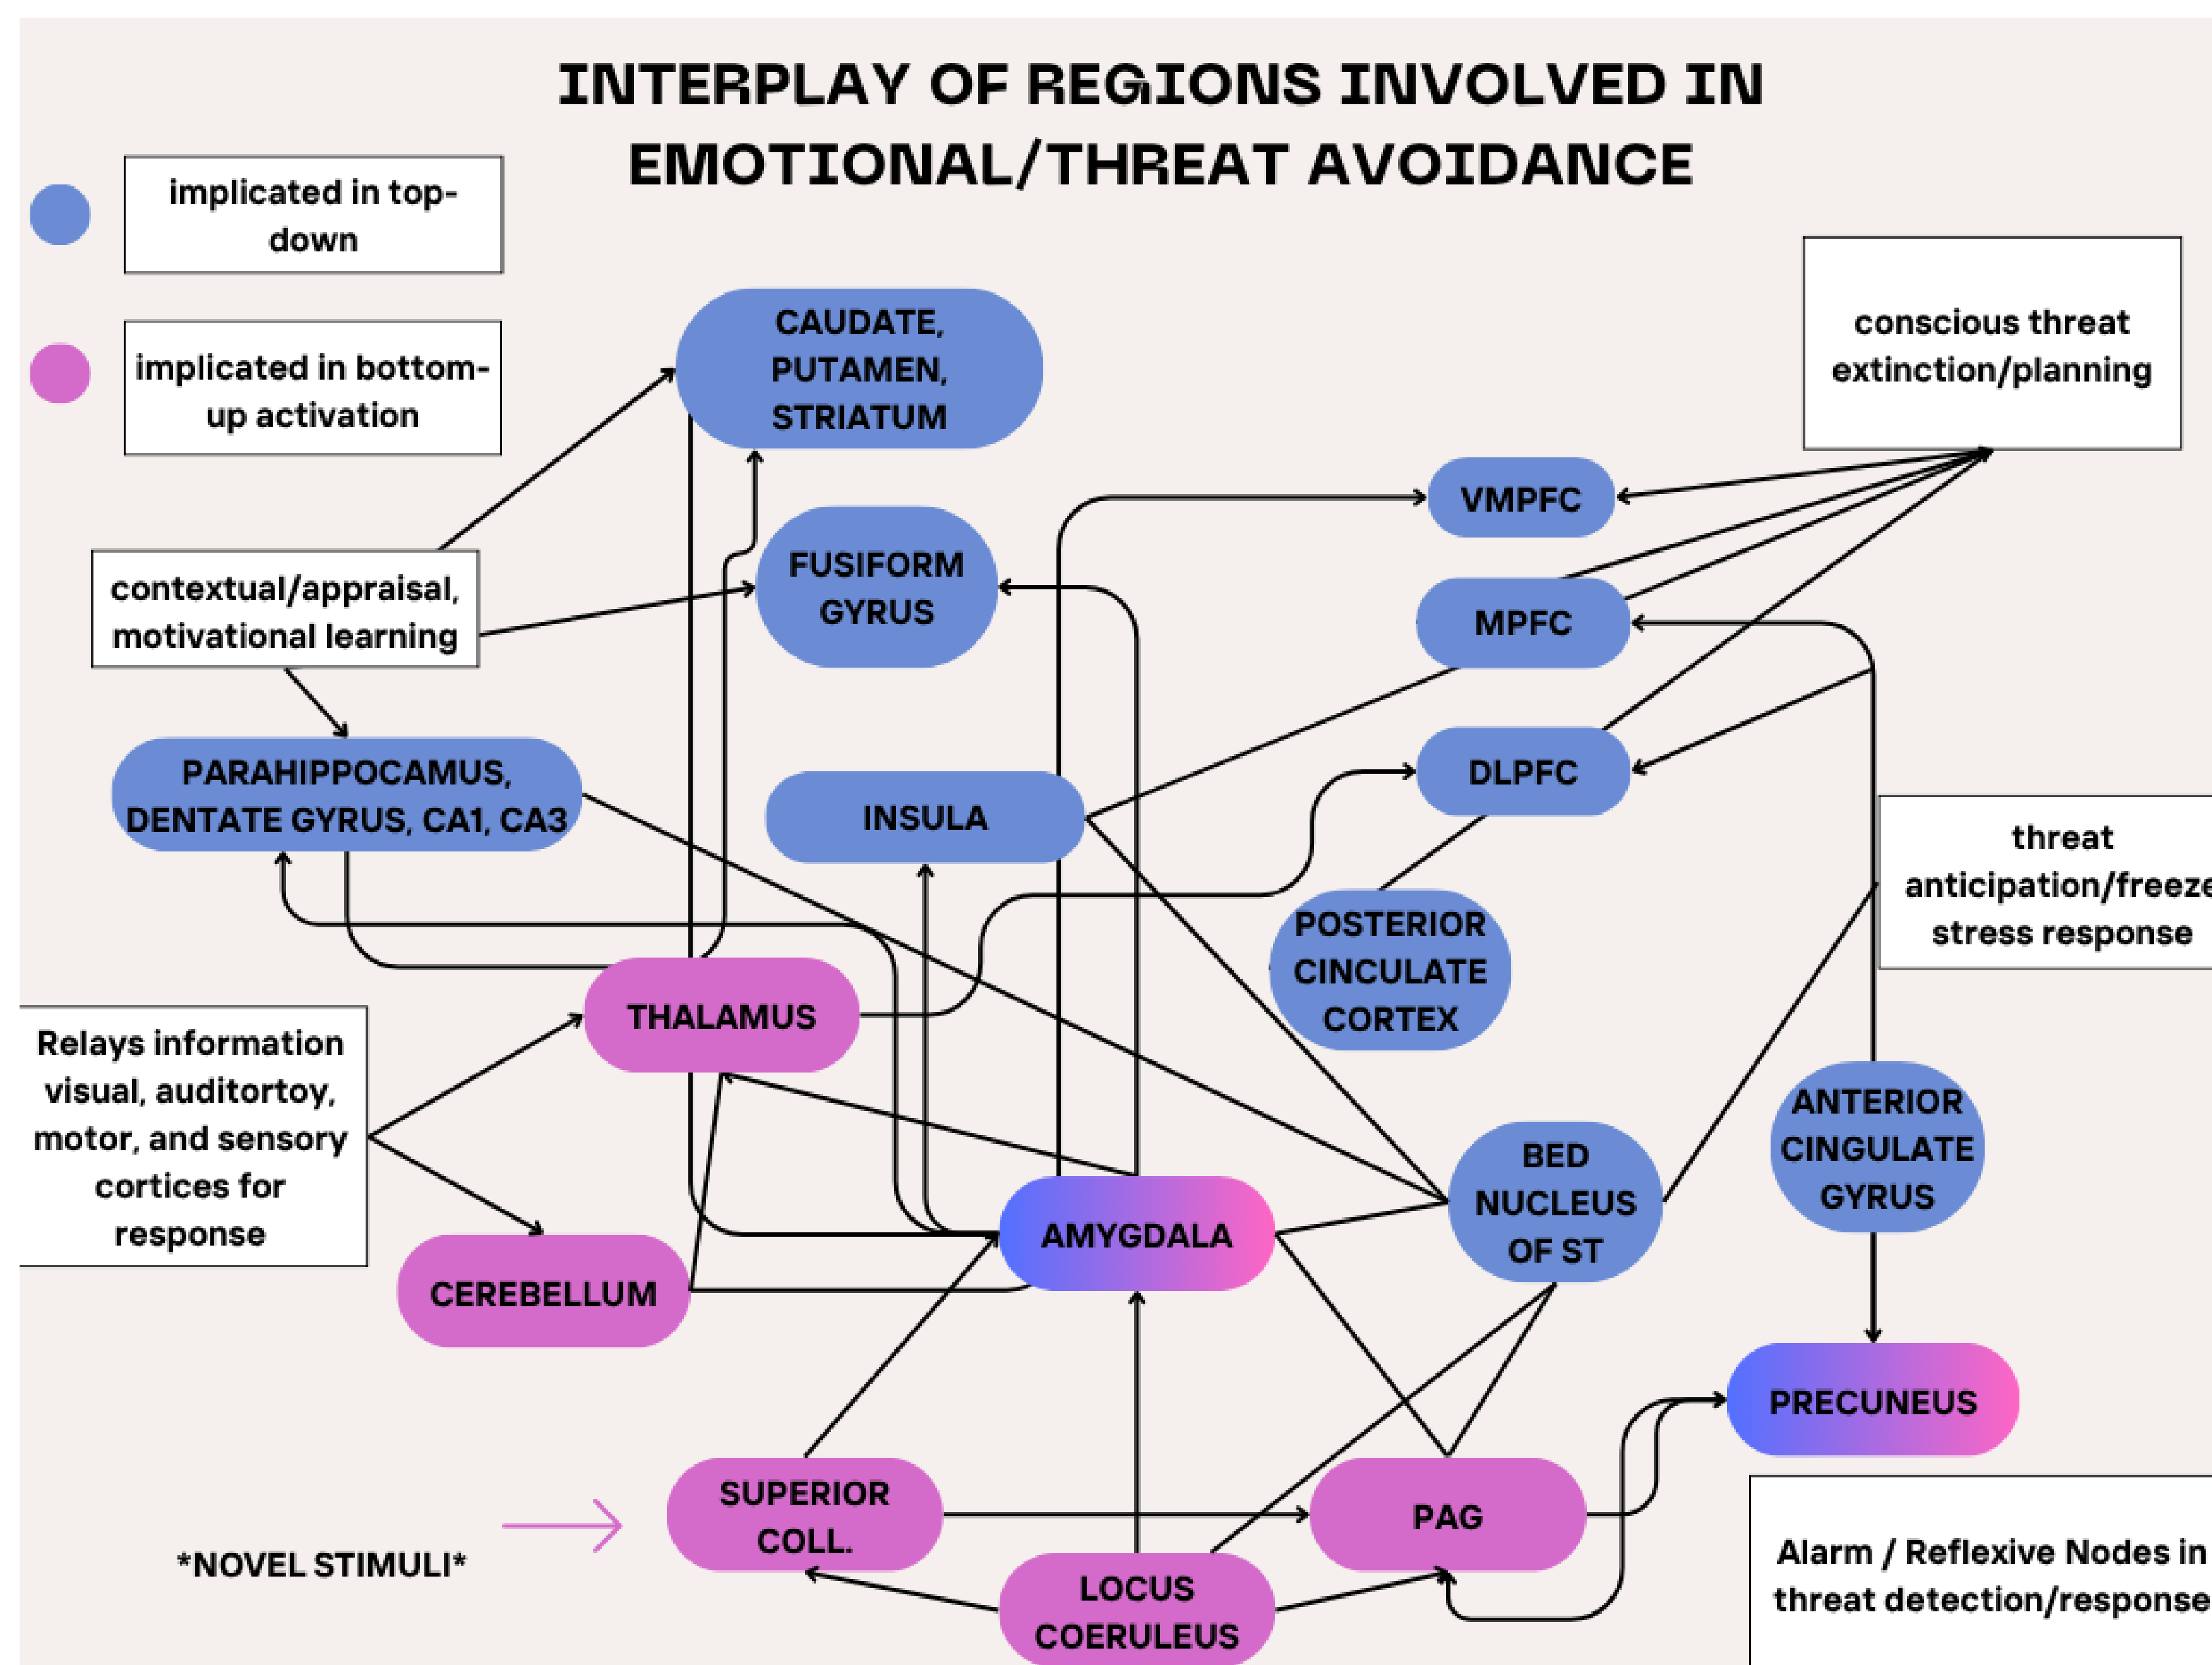 INTERPLAY OF REGIONS INVOLVED IN
EMOTIONAL/THREAT AVOIDANCE
implicated in top-
down
implicated in bottom-
up activation
conscious threat
extinction/planning
CAUDATE,
PUTAMEN,
STRIATUM
VMPFC
FUSIFORM
GYRUS
contextual/appraisal,
motivational learning
MPFC
PARAHIPPOCAMUS,
DENTATE GYRUS, CA1, CA3
INSULA
DLPFC
threat
anticipation/freeze
stress response
POSTERIOR
CINCULATE
CORTEX
THALAMUS
Relays information
visual, auditortoy,
motor, and sensory
cortices for
response
ANTERIOR
CINGULATE
GYRUS
BED
NUCLEUS
OF ST
AMYGDALA
CEREBELLUM
PRECUNEUS
SUPERIOR
COLL.
PAG
*NOVEL STIMULI*
LOCUS
COERULEUS
Alarm / Reflexive Nodes in
threat detection/response